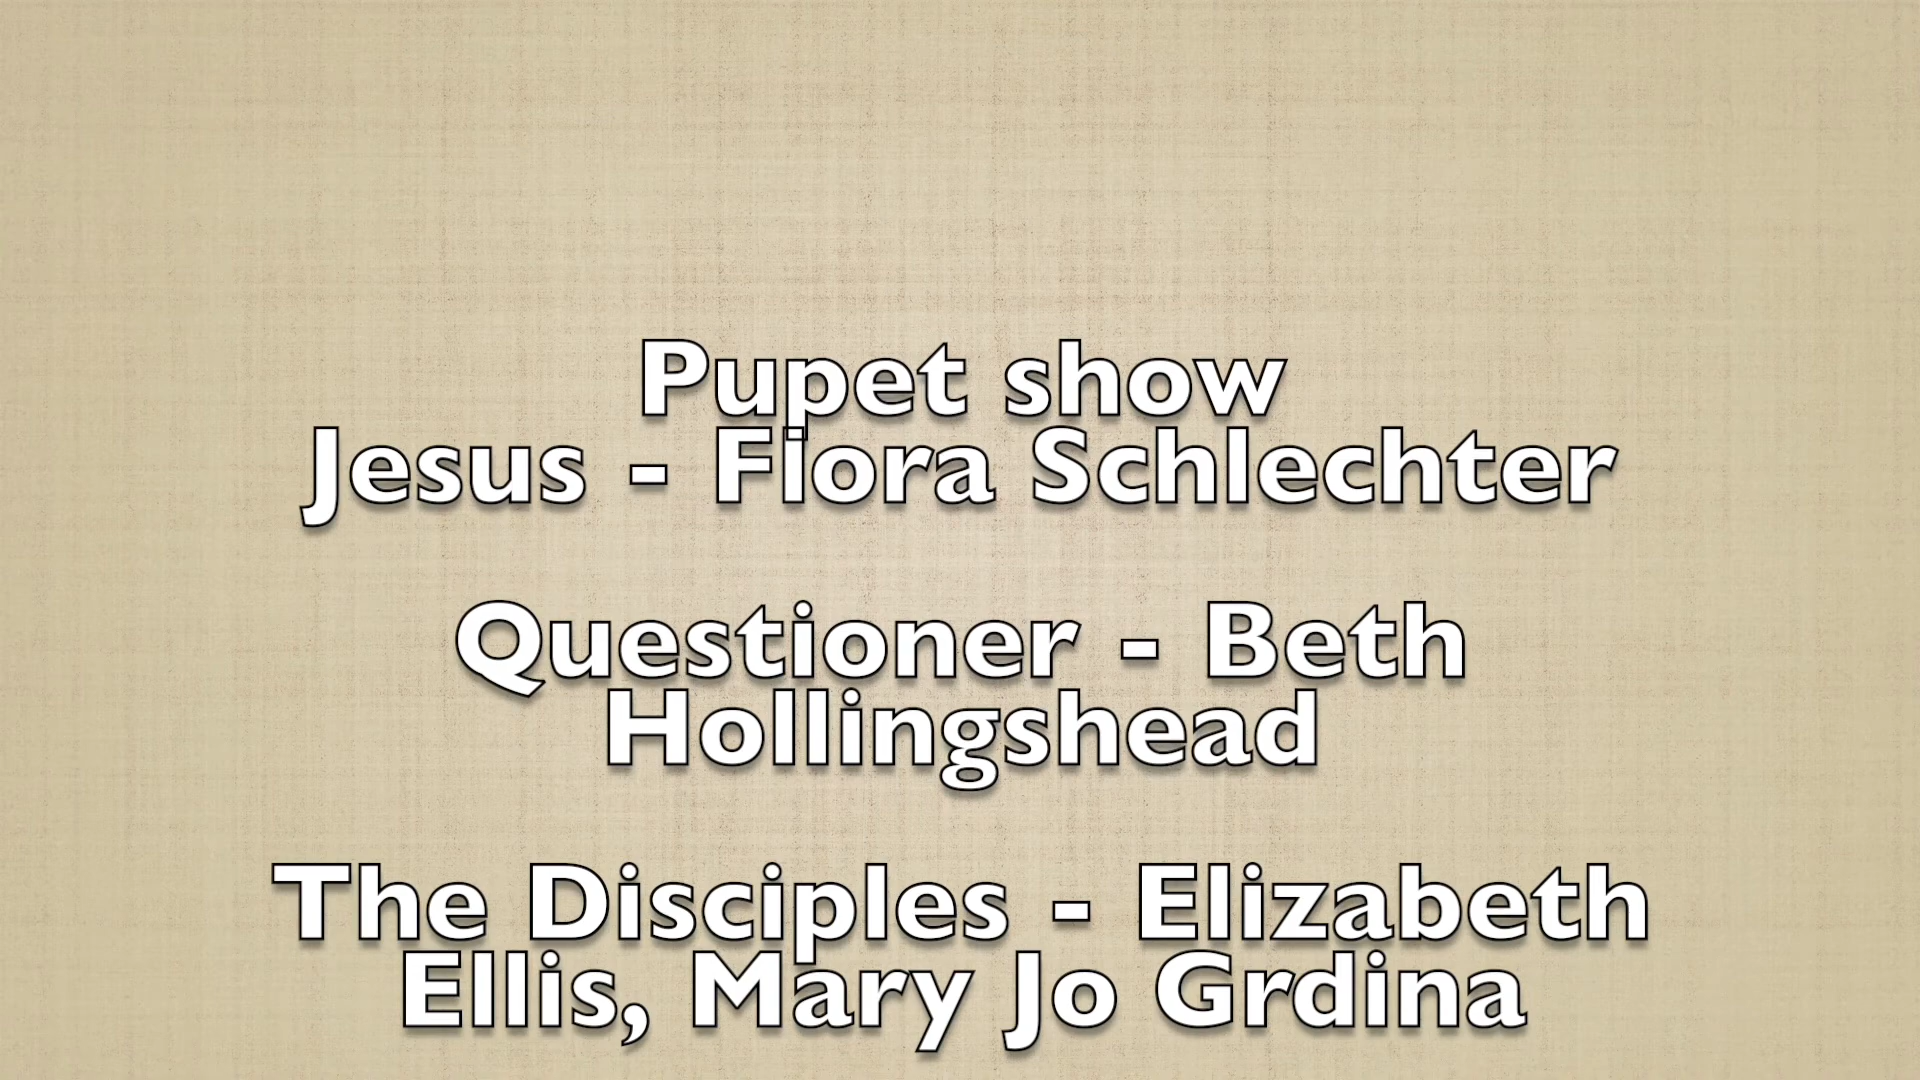 Pupet show
Jesus - Flora Schlechter
Questioner - Beth
Hollingshead
The Disciples - Elizabeth
Ellis, Mary Jo Grdina